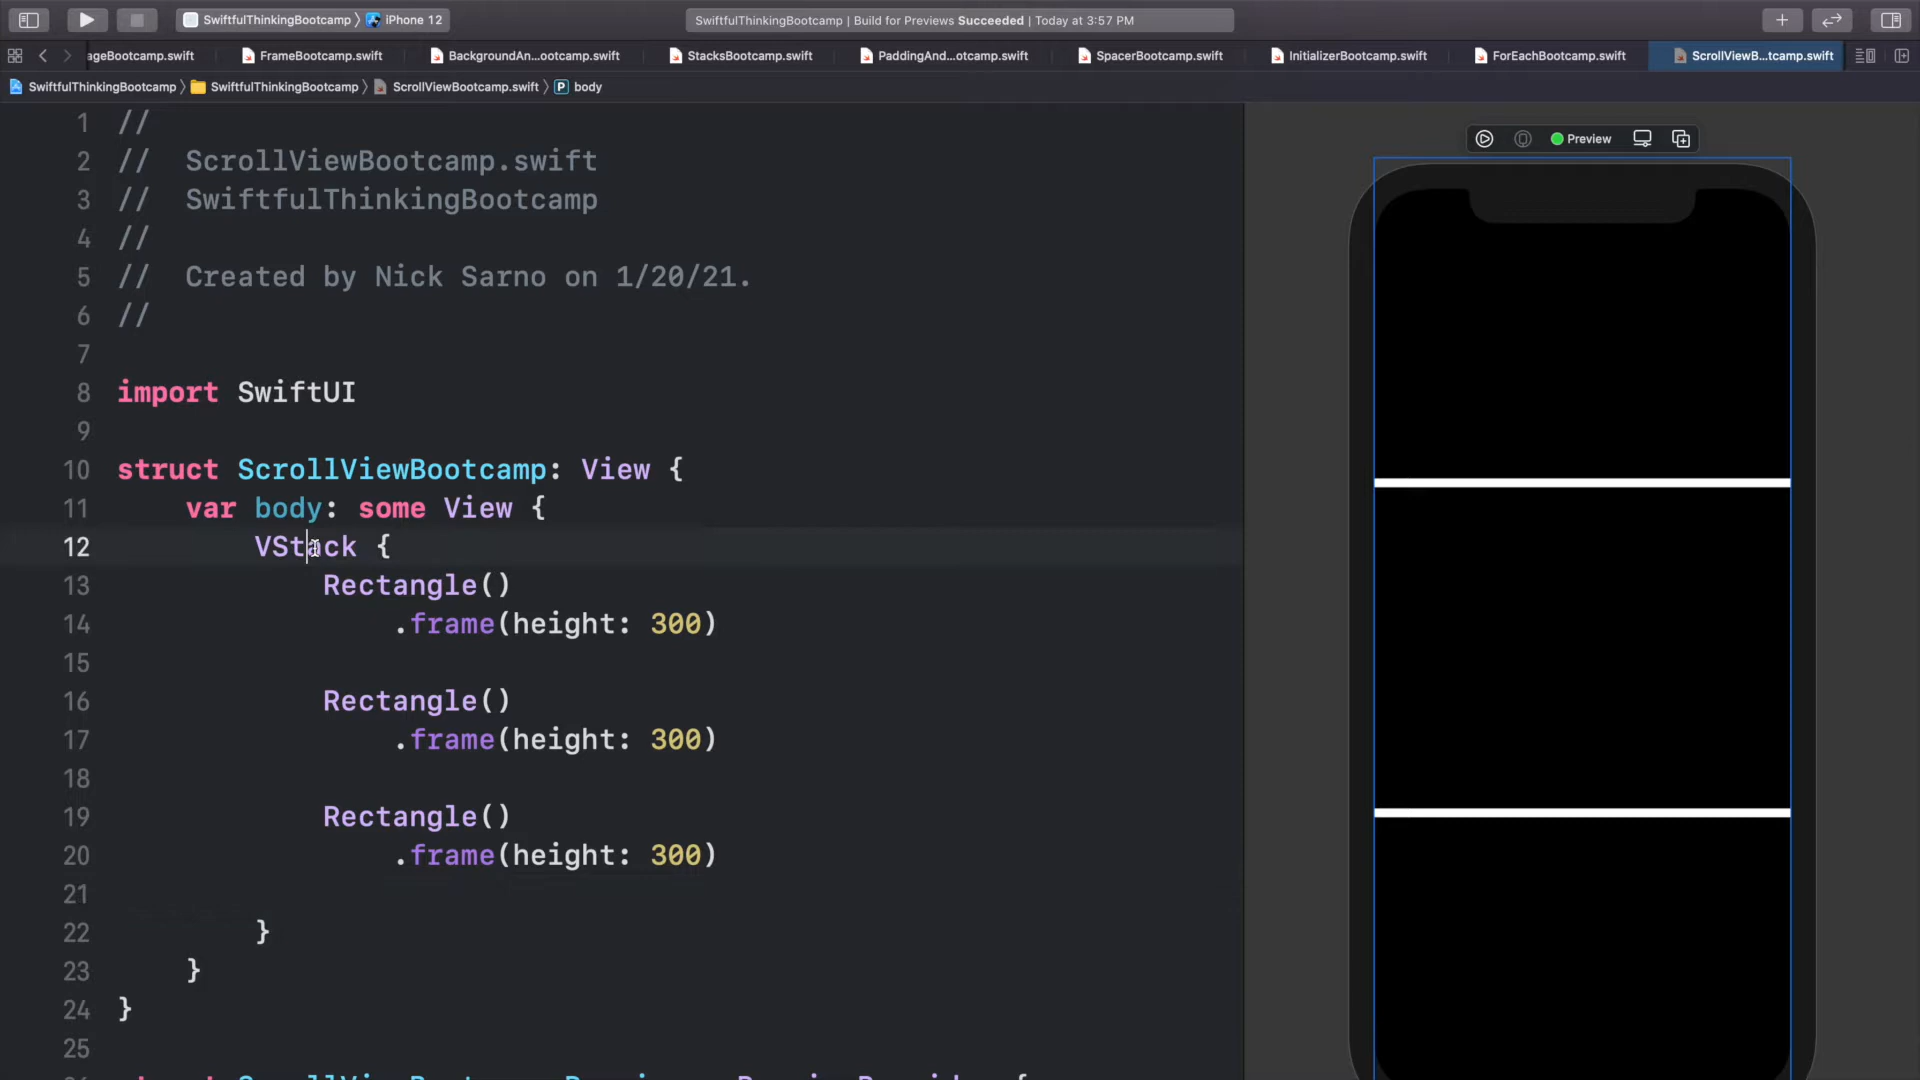 SwiftfulThinkingBootcamp 〉 iPhone 12
SwiftfulThinkingBootcamp | Build for Previews Succeeded | Today at 3:57 PM
ageBootcamp.swift FrameBootcamp.swift BackgroundAn...ootcamp.swift StacksBootcamp.swift PaddingAnd...otcamp.swift SpacerBootcamp.swift InitializerBootcamp.swift ForEachBootcamp.swift ScrollViewB...tcamp.swift
SwiftfulThinkingBootcamp 〉 SwiftfulThinkingBootcamp 〉 ScrollViewBootcamp.swift 〉 P body
Preview
1 //
2 // ScrollViewBootcamp.swift
3 // SwiftfulThinkingBootcamp
4 //
5 // Created by Nick Sarno on 1/20/21.
6 //
7
8 import SwiftUI
9
10 struct ScrollViewBootcamp: View {
11 var body: some View {
12 VStack {
13 Rectangle()
14 .frame(height: 300)
15
16 Rectangle()
17 .frame(height: 300)
18
19 Rectangle()
20 .frame(height: 300)
21
22 }
23 }
24 }
25